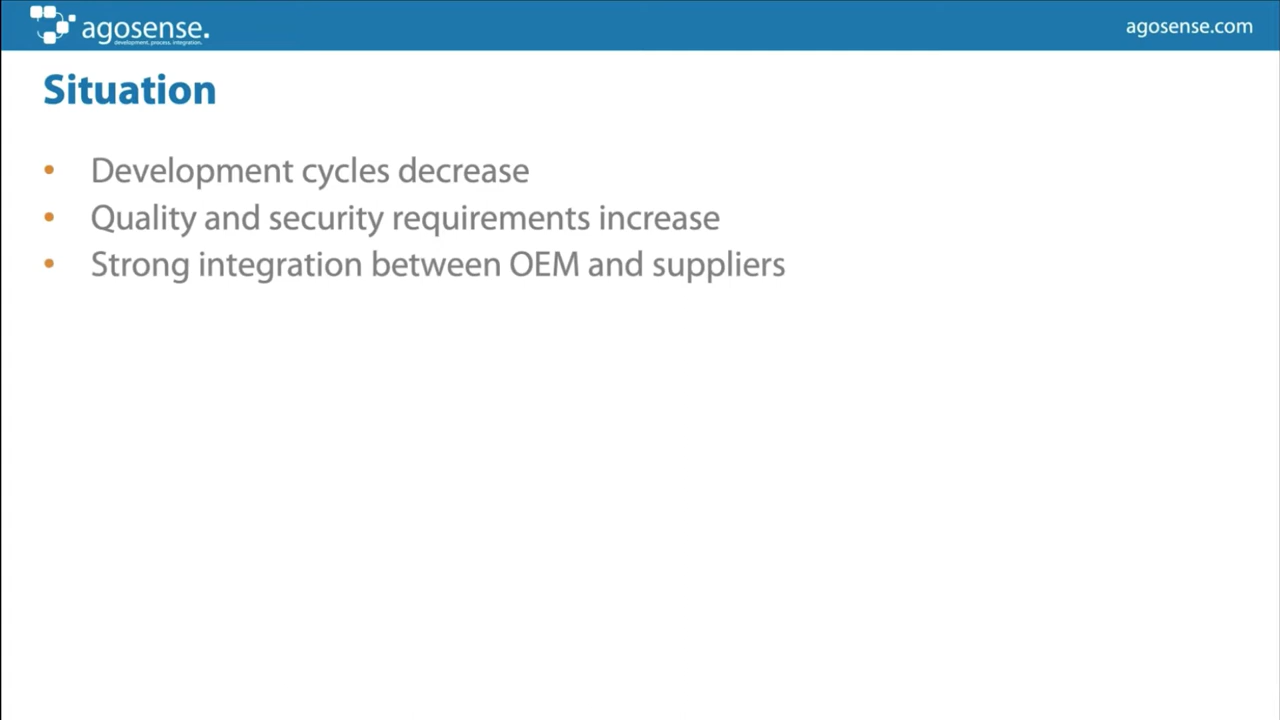 agosense.
development, process, integration.
agosense.com
Situation
• Development cycles decrease
• Quality and security requirements increase
• Strong integration between OEM and suppliers